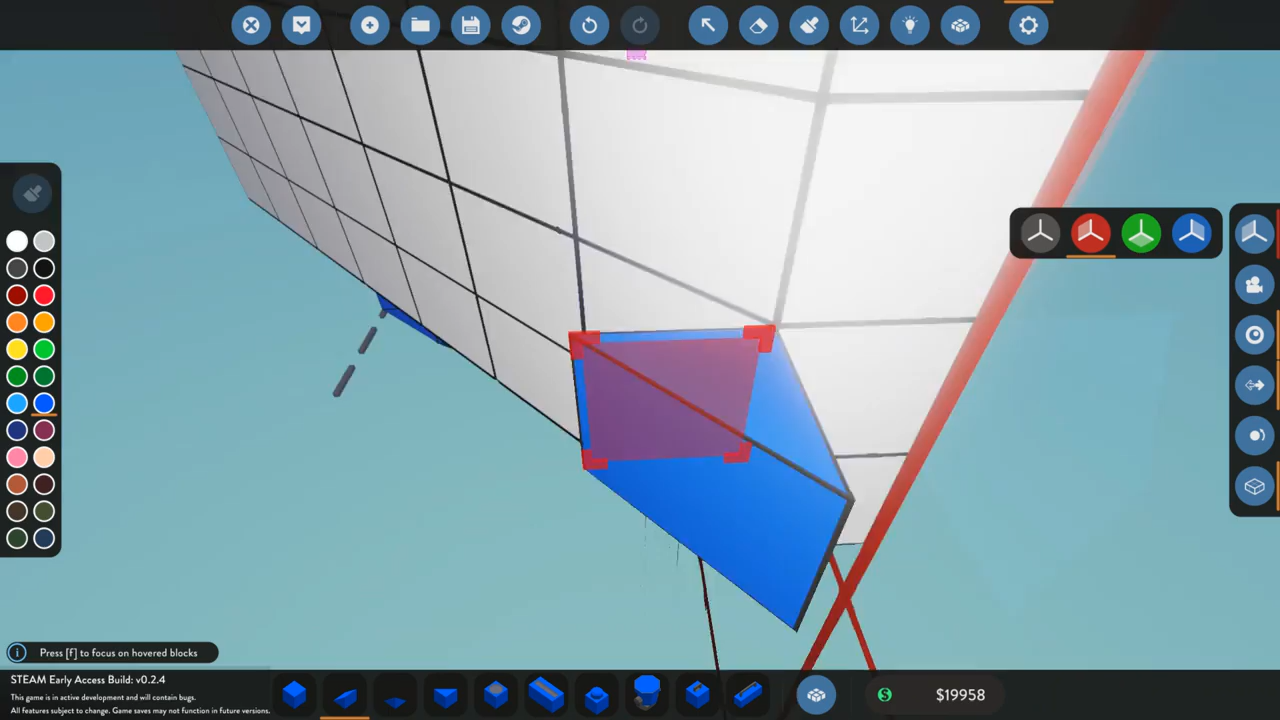 Press [f] to focus on hovered blocks
STEAM Early Access Build: v0.2.4
This game is in active development and will contain bugs.
All features subject to change. Game saves may not function in future versions.
$19958